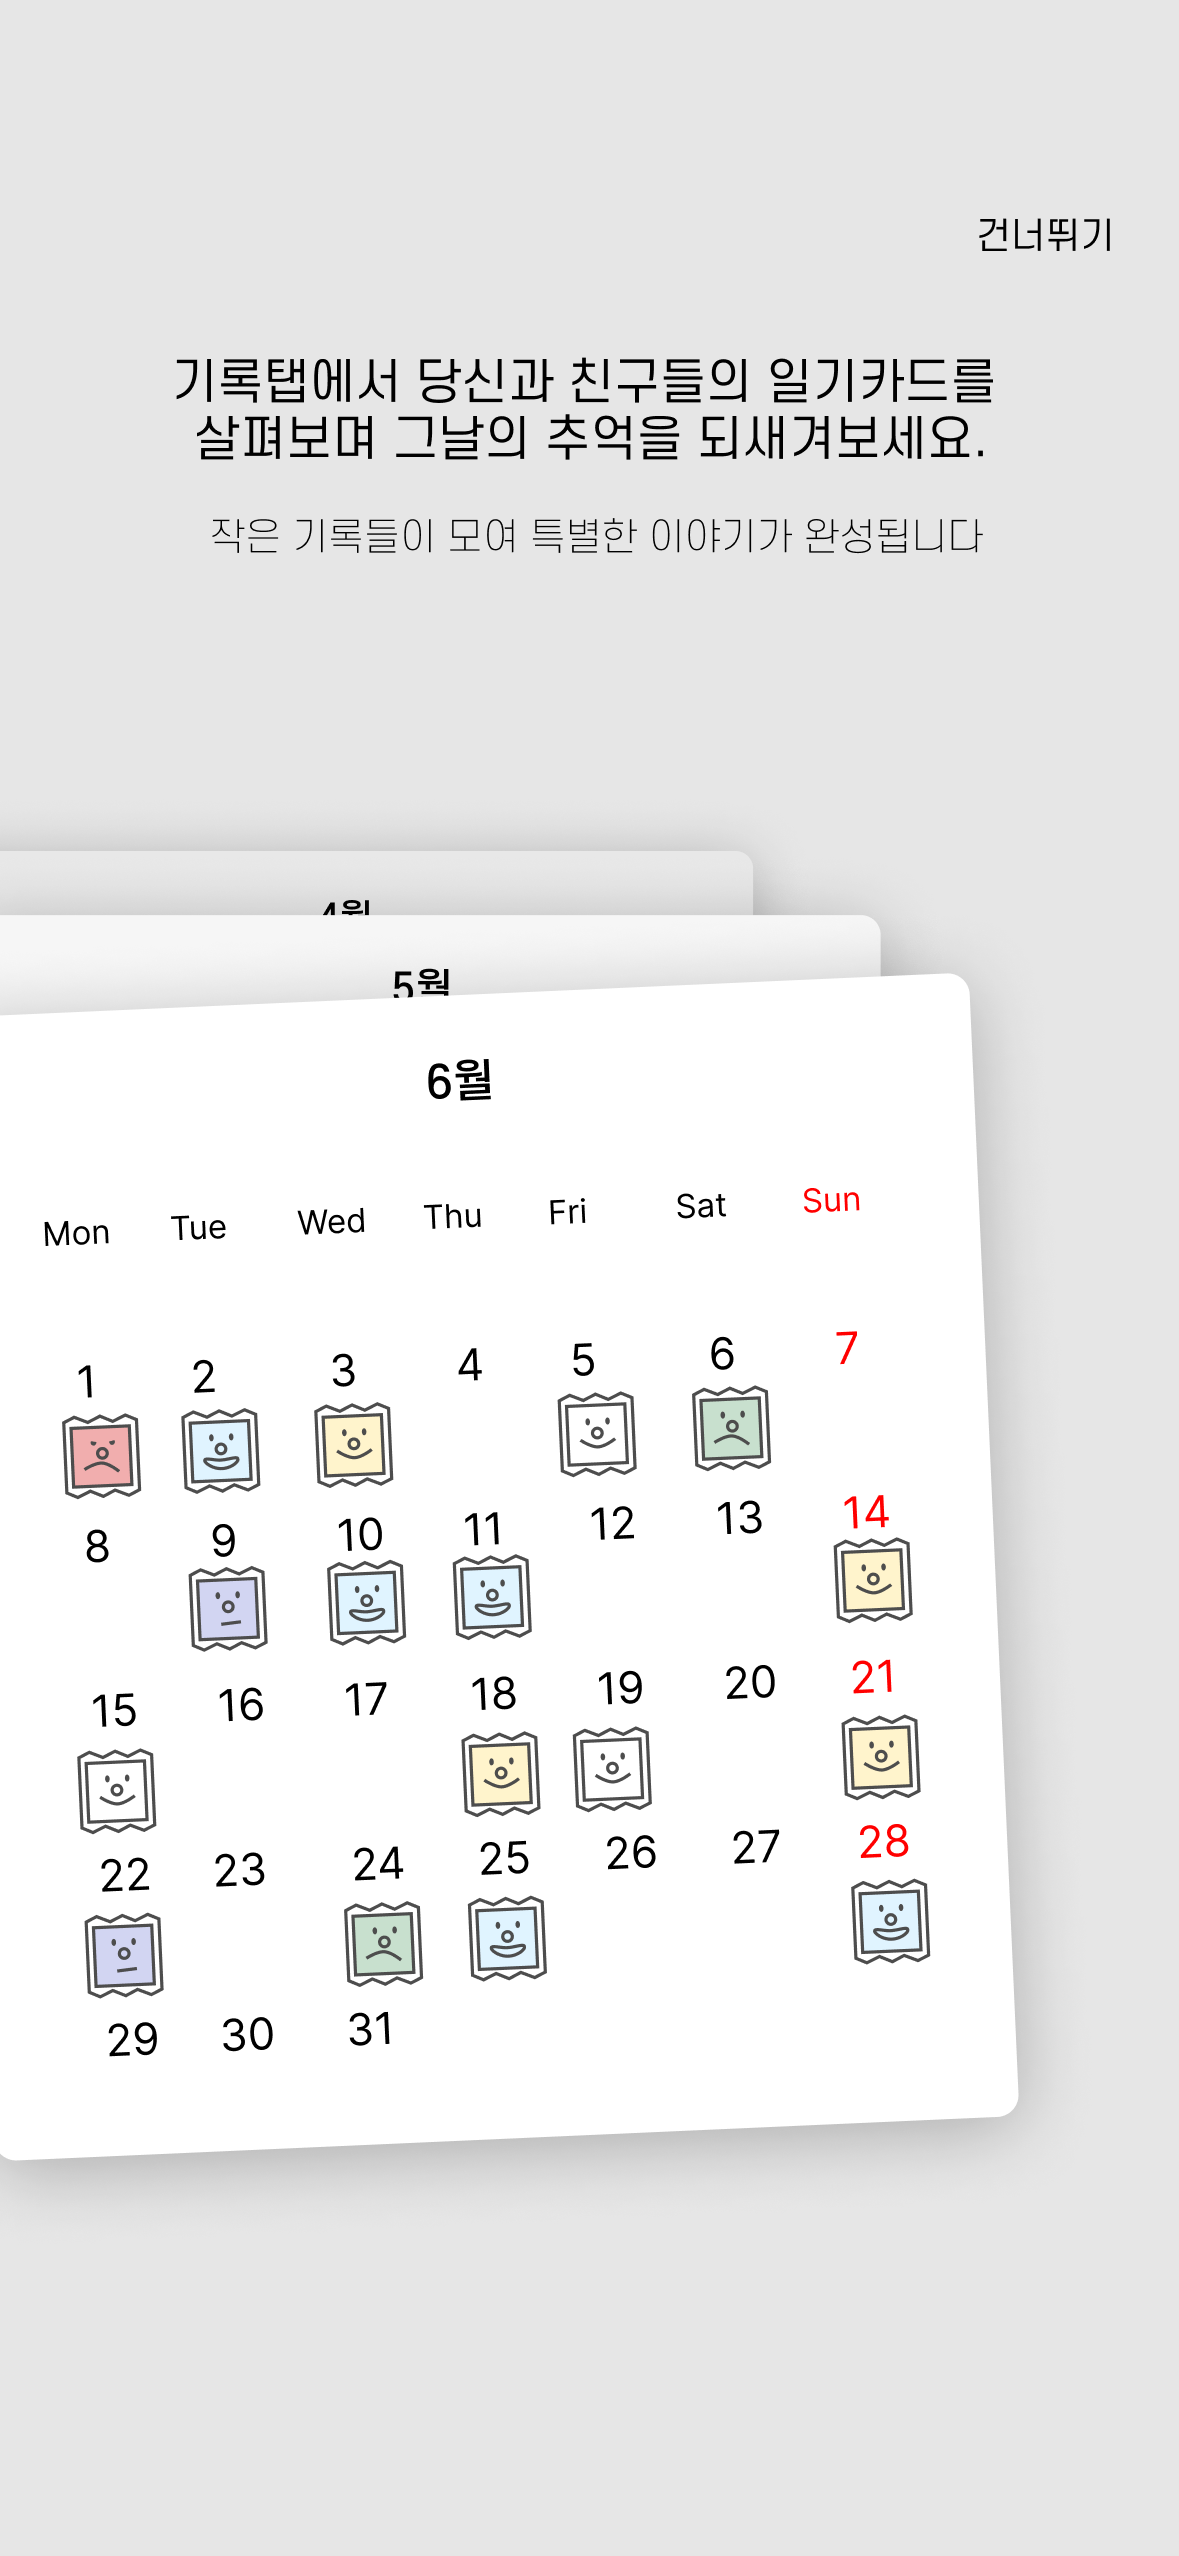 건너뛰기
기록탭에서 당신과 친구들의 일기카드를
살펴보며 그날의 추억을 되새겨보세요.
작은 기록들이 모여 특별한 이야기가 완성됩니다
4월
5월
6월
Mon Tue Wed Thu Fri Sat Sun
1 2 3 4 5 6 7
8 9 10 11 12 13 14
15 16 17 18 19 20 21
22 23 24 25 26 27 28
29 30 31